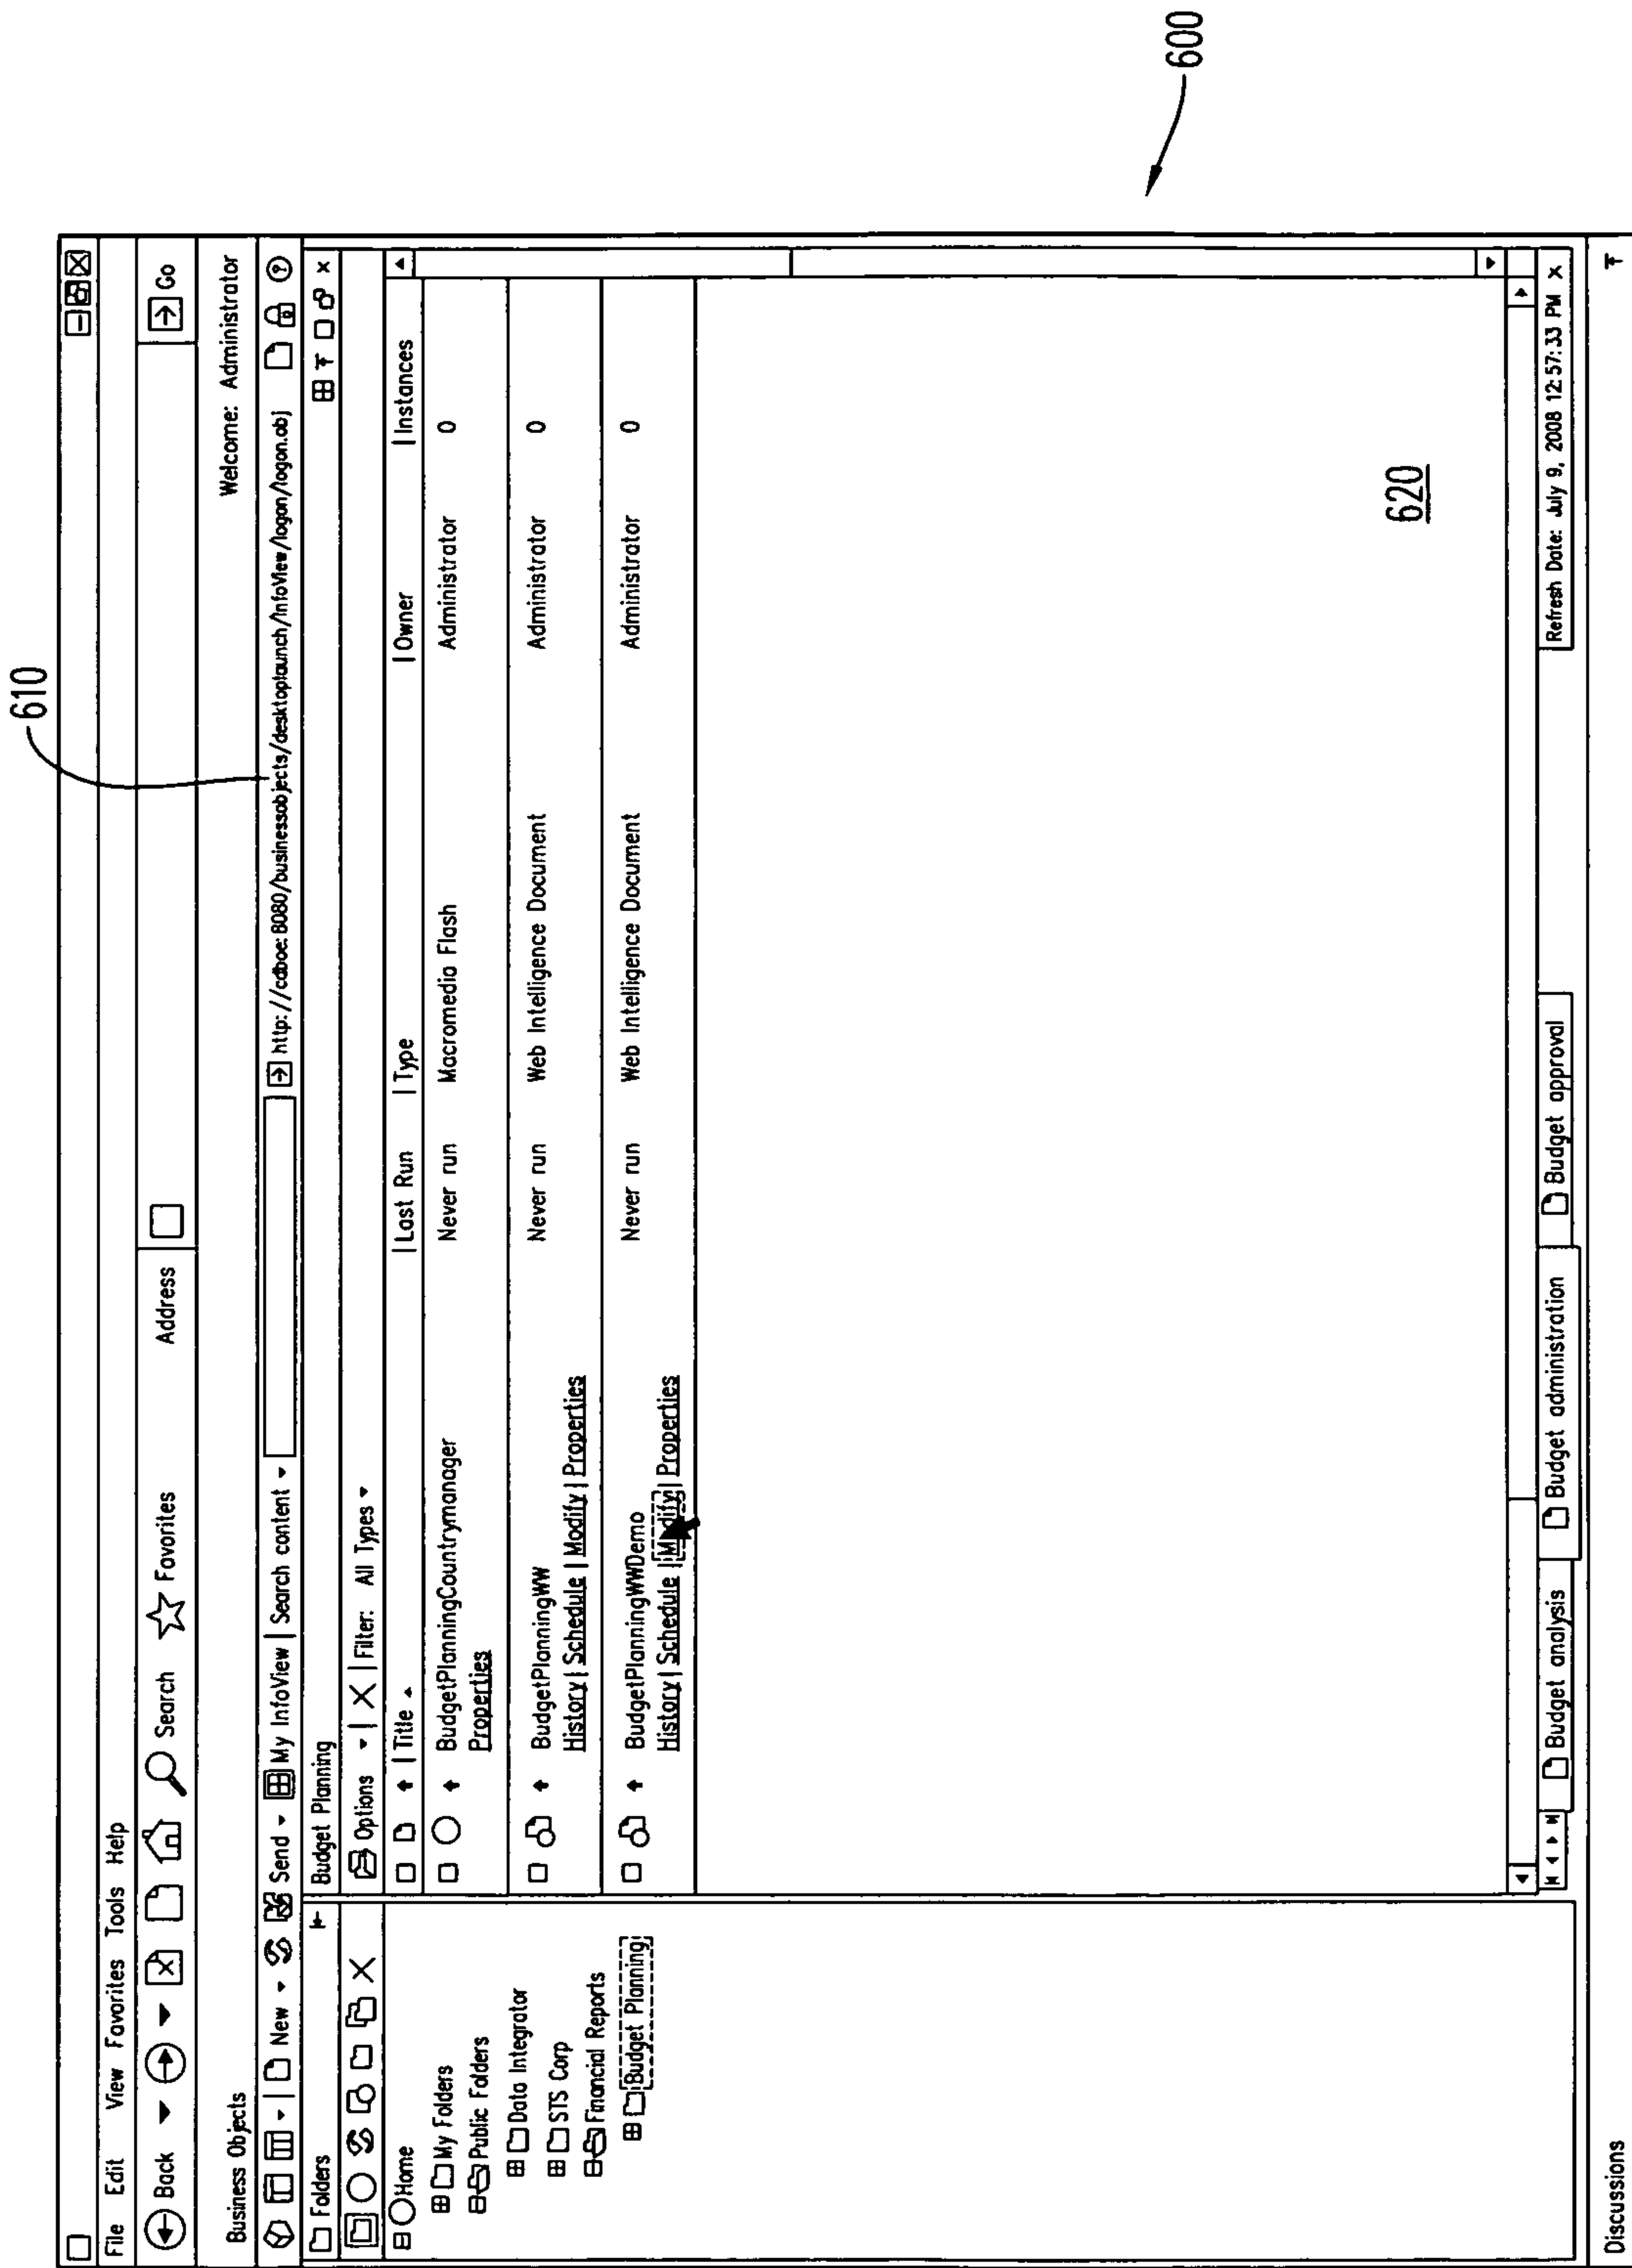 600
610
File Edit View Favorites Tools Help
Back Search Favorites Address Go
Business Objects Welcome: Administrator
New Send My InfoView | Search content http://cdboe:8080/businessobjects/desktoplaunch/InfoView/logon/logon.obj
Folders
Home
My Folders
Public Folders
Data Integrator
STS Corp
Financial Reports
Budget Planning
Budget Planning
Options | X | Filter: All Types
| Title | Last Run | Type | Owner | Instances
BudgetPlanningCountrymanager Never run Macromedia Flash Administrator 0
Properties
BudgetPlanningWW Never run Web Intelligence Document Administrator 0
History | Schedule | Modify | Properties
BudgetPlanningWWDemo Never run Web Intelligence Document Administrator 0
History | Schedule | Modify | Properties
620
Budget analysis Budget administration Budget approval Refresh Date: July 9, 2008 12:57:33 PM x
Discussions